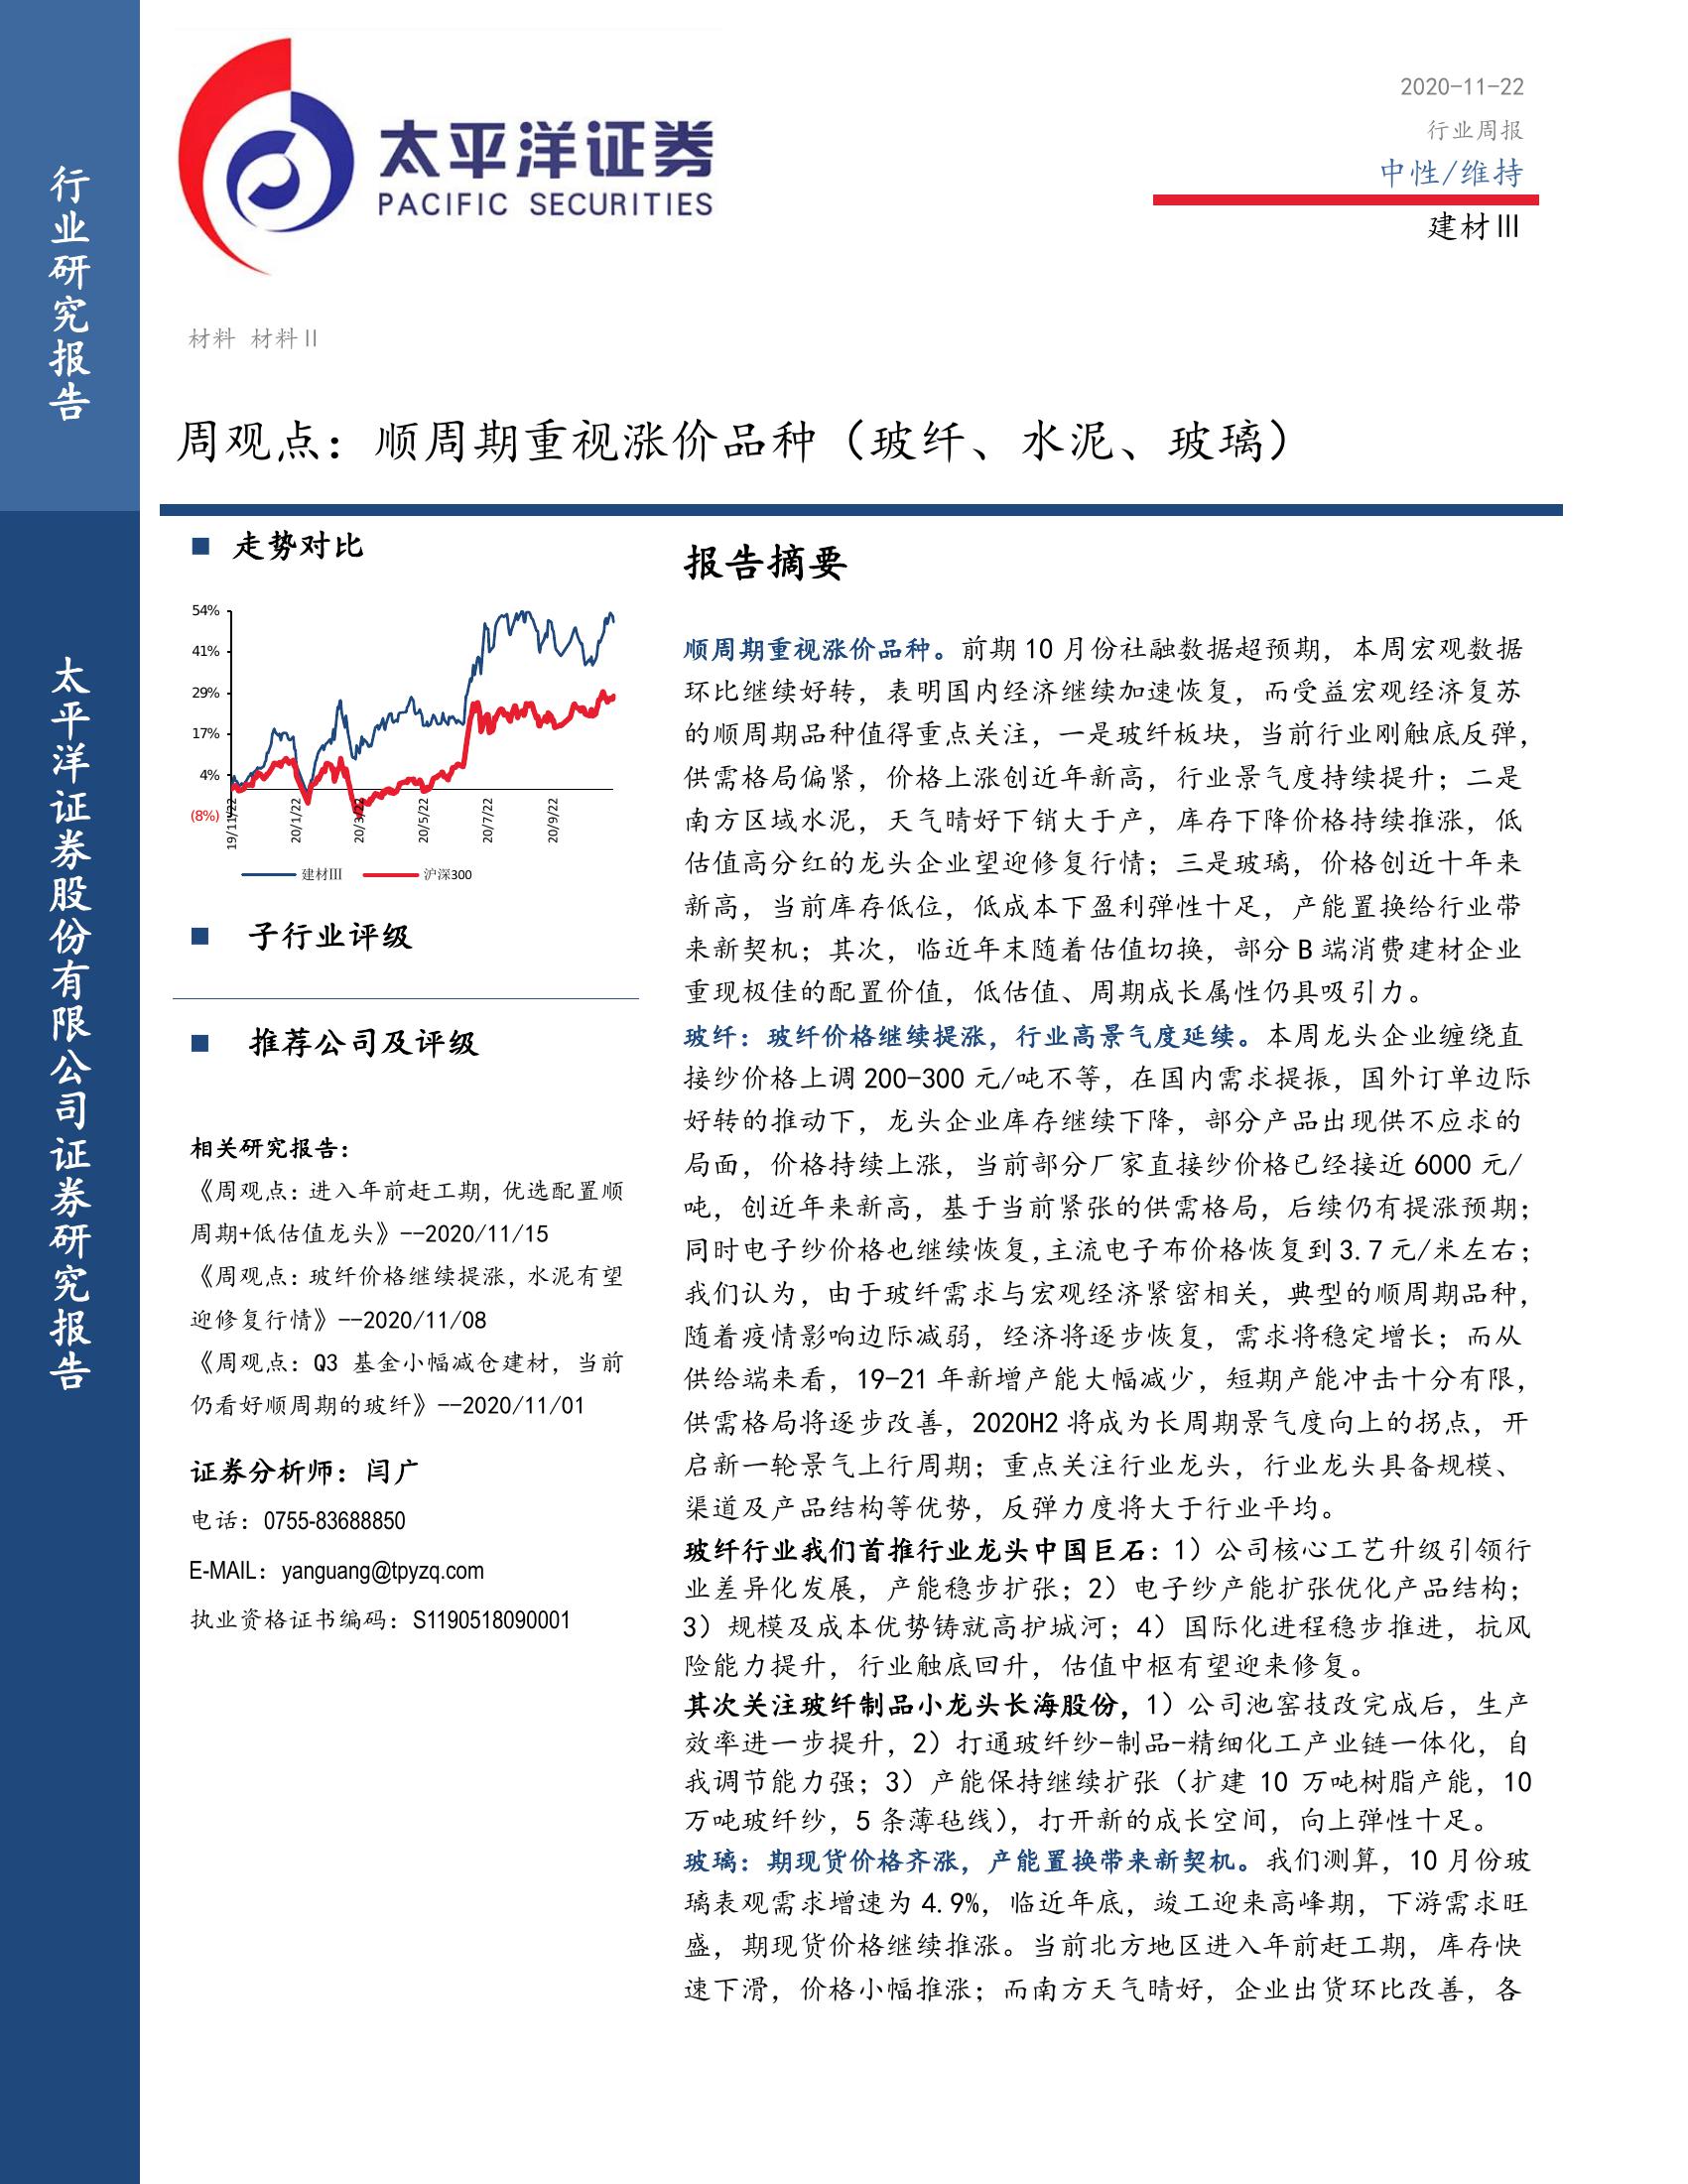 行业研究报告
太平洋证券股份有限公司证券研究报告
太平洋证券
PACIFIC SECURITIES
2020-11-22
行业周报
中性/维持
建材Ⅲ
材料 材料Ⅱ
周观点：顺周期重视涨价品种（玻纤、水泥、玻璃）
■ 走势对比
54%
41%
29%
17%
4%
(8%)
19/11/22
20/1/22
20/3/22
20/5/22
20/7/22
20/9/22
建材Ⅲ
沪深300
■ 子行业评级
■ 推荐公司及评级
相关研究报告：
《周观点：进入年前赶工期，优选配置顺
周期+低估值龙头》--2020/11/15
《周观点：玻纤价格继续提涨，水泥有望
迎修复行情》--2020/11/08
《周观点：Q3 基金小幅减仓建材，当前
仍看好顺周期的玻纤》--2020/11/01
证券分析师：闫广
电话：0755-83688850
E-MAIL：yanguang@tpyzq.com
执业资格证书编码：S1190518090001
报告摘要
顺周期重视涨价品种。前期 10 月份社融数据超预期，本周宏观数据
环比继续好转，表明国内经济继续加速恢复，而受益宏观经济复苏
的顺周期品种值得重点关注，一是玻纤板块，当前行业刚触底反弹，
供需格局偏紧，价格上涨创近年新高，行业景气度持续提升；二是
南方区域水泥，天气晴好下销大于产，库存下降价格持续推涨，低
估值高分红的龙头企业望迎修复行情；三是玻璃，价格创近十年来
新高，当前库存低位，低成本下盈利弹性十足，产能置换给行业带
来新契机；其次，临近年末随着估值切换，部分 B 端消费建材企业
重现极佳的配置价值，低估值、周期成长属性仍具吸引力。
玻纤：玻纤价格继续提涨，行业高景气度延续。本周龙头企业缠绕直
接纱价格上调 200-300 元/吨不等，在国内需求提振，国外订单边际
好转的推动下，龙头企业库存继续下降，部分产品出现供不应求的
局面，价格持续上涨，当前部分厂家直接纱价格已经接近 6000 元/
吨，创近年来新高，基于当前紧张的供需格局，后续仍有提涨预期；
同时电子纱价格也继续恢复，主流电子布价格恢复到 3.7 元/米左右；
我们认为，由于玻纤需求与宏观经济紧密相关，典型的顺周期品种，
随着疫情影响边际减弱，经济将逐步恢复，需求将稳定增长；而从
供给端来看，19-21 年新增产能大幅减少，短期产能冲击十分有限，
供需格局将逐步改善，2020H2 将成为长周期景气度向上的拐点，开
启新一轮景气上行周期；重点关注行业龙头，行业龙头具备规模、
渠道及产品结构等优势，反弹力度将大于行业平均。
玻纤行业我们首推行业龙头中国巨石：1）公司核心工艺升级引领行
业差异化发展，产能稳步扩张；2）电子纱产能扩张优化产品结构；
3）规模及成本优势铸就高护城河；4）国际化进程稳步推进，抗风
险能力提升，行业触底回升，估值中枢有望迎来修复。
其次关注玻纤制品小龙头长海股份，1）公司池窑技改完成后，生产
效率进一步提升，2）打通玻纤纱-制品-精细化工产业链一体化，自
我调节能力强；3）产能保持继续扩张（扩建 10 万吨树脂产能，10
万吨玻纤纱，5 条薄毡线），打开新的成长空间，向上弹性十足。
玻璃：期现货价格齐涨，产能置换带来新契机。我们测算，10 月份玻
璃表观需求增速为 4.9%，临近年底，竣工迎来高峰期，下游需求旺
盛，期现货价格继续推涨。当前北方地区进入年前赶工期，库存快
速下滑，价格小幅推涨；而南方天气晴好，企业出货环比改善，各